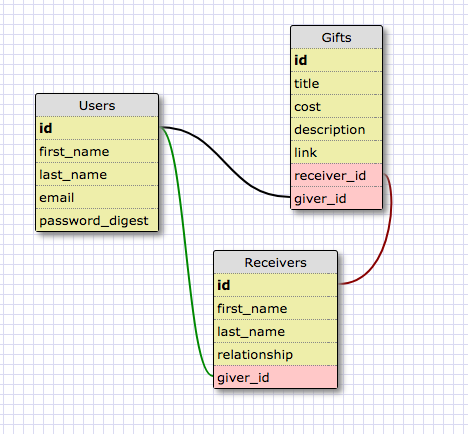 Users
id
first_name
last_name
email
password_digest
Gifts
id
title
cost
description
link
receiver_id
giver_id
Receivers
id
first_name
last_name
relationship
giver_id